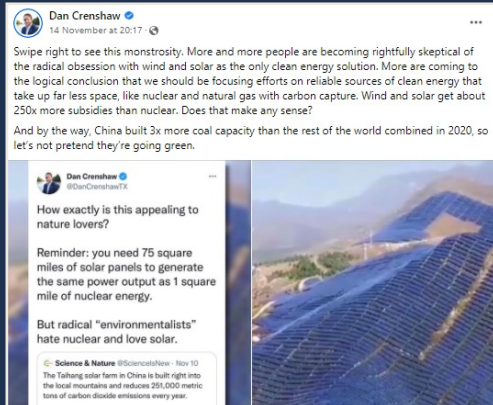 Dan Crenshaw
14 November at 20:17 ·
Swipe right to see this monstrosity. More and more people are becoming rightfully skeptical of
the radical obsession with wind and solar as the only clean energy solution. More are coming to
the logical conclusion that we should be focusing efforts on reliable sources of clean energy that
take up far less space, like nuclear and natural gas with carbon capture. Wind and solar get about
250x more subsidies than nuclear. Does that make any sense?
And by the way, China built 3x more coal capacity than the rest of the world combined in 2020, so
let's not pretend they're going green.
Dan Crenshaw
@DanCrenshawTX
How exactly is this appealing to
nature lovers?
Reminder: you need 75 square
miles of solar panels to generate
the same power output as 1 square
mile of nuclear energy.
But radical "environmentalists"
hate nuclear and love solar.
Science & Nature @ScienceIsNew · Nov 10
The Taihang solar farm in China is built right into
the local mountains and reduces 251,000 metric
tons of carbon dioxide emissions every year.